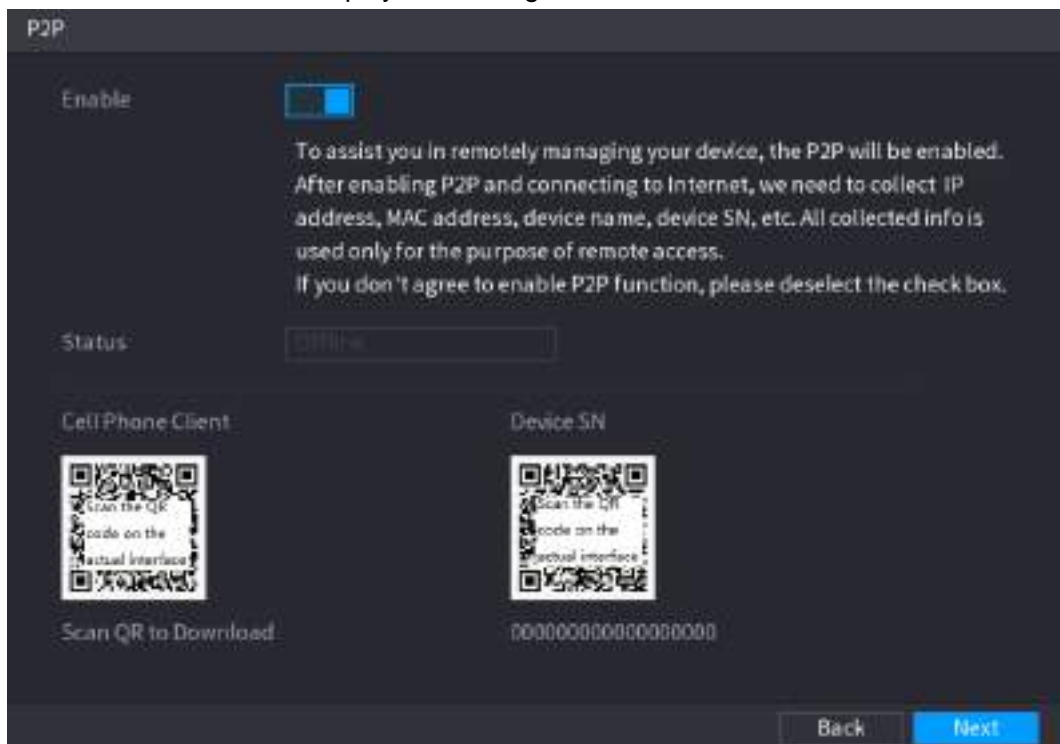 P2P
Enable
To assist you in remotely managing your device, the P2P will be enabled.
After enabling P2P and connecting to Internet, we need to collect IP
address, MAC address, device name, device SN, etc. All collected info is
used only for the purpose of remote access.
If you don't agree to enable P2P function, please deselect the check box.
Status
Offline
Cell Phone Client
Device SN
Scan the QR
code on the
actual interface
Scan the QR
code on the
actual interface
Scan QR to Download
000000000000000000
Back
Next